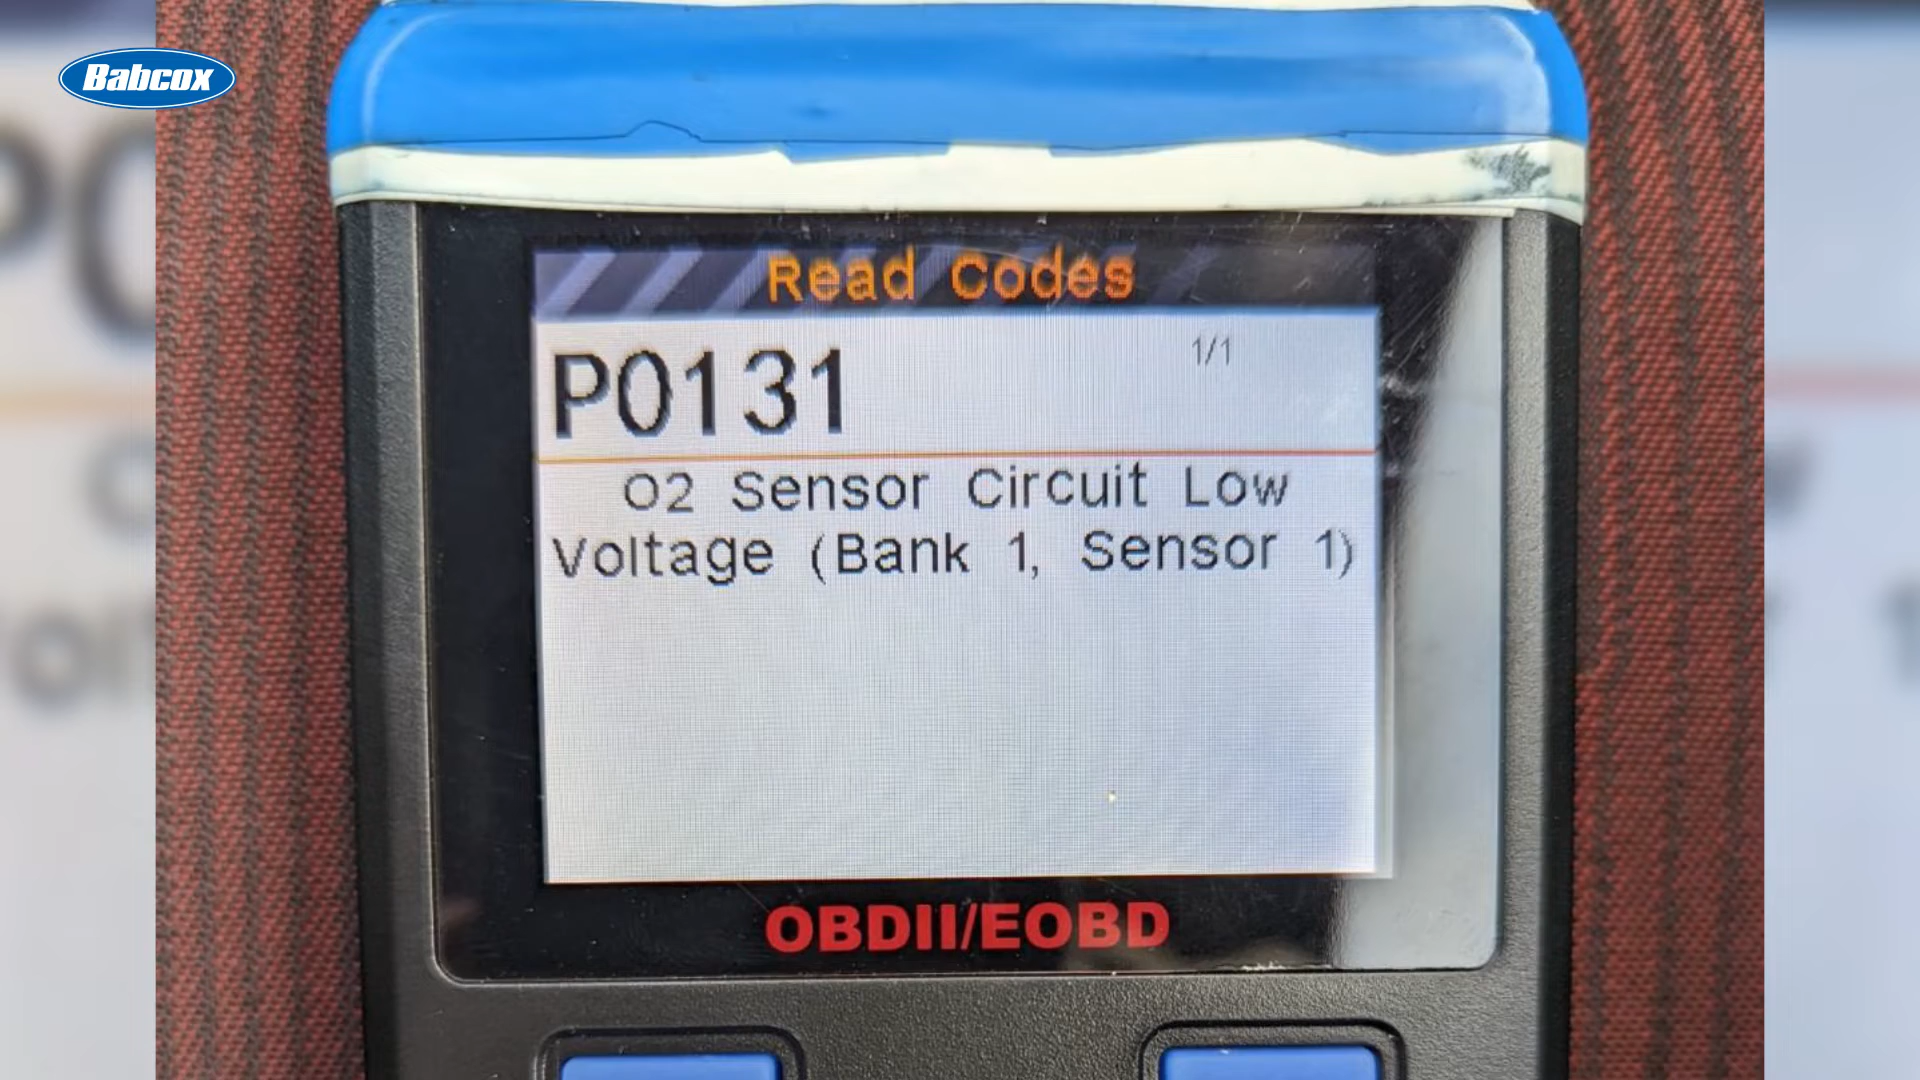 Babcox
Read Codes
P0131
1/1
O2 Sensor Circuit Low
Voltage (Bank 1, Sensor 1)
OBDII/EOBD